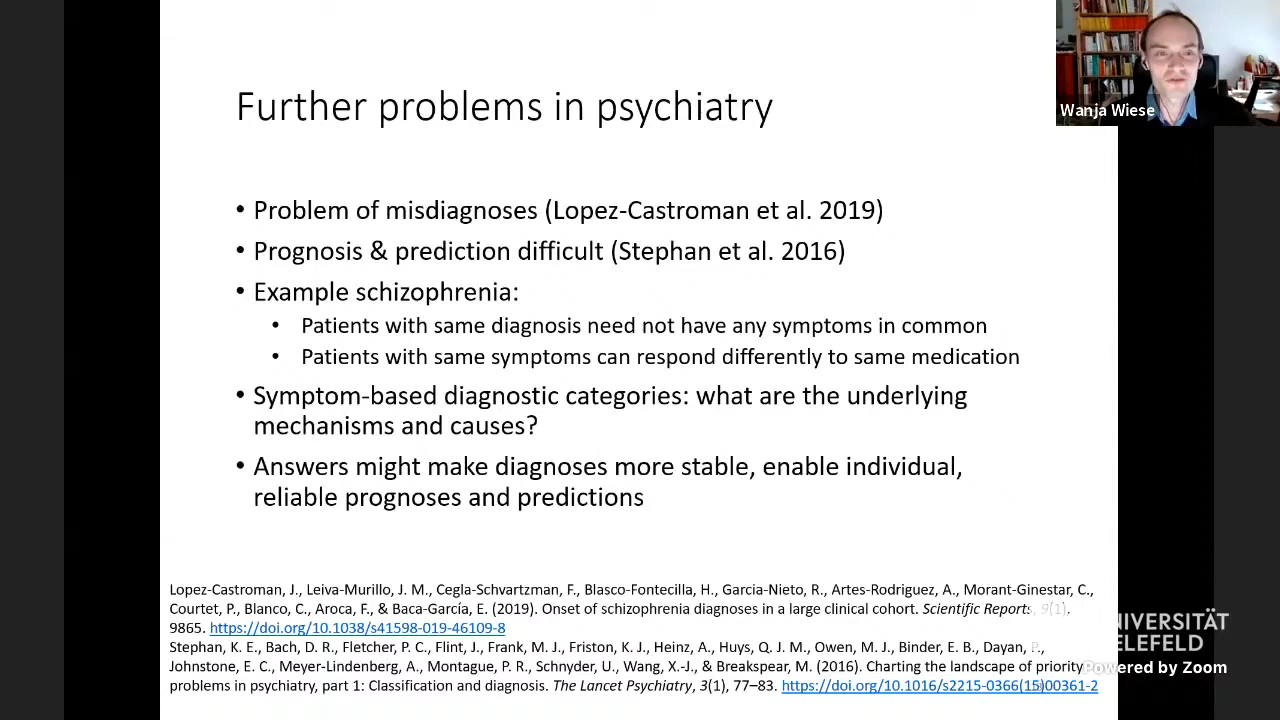 Further problems in psychiatry
Wanja Wiese
• Problem of misdiagnoses (Lopez-Castroman et al. 2019)
• Prognosis & prediction difficult (Stephan et al. 2016)
• Example schizophrenia:
• Patients with same diagnosis need not have any symptoms in common
• Patients with same symptoms can respond differently to same medication
• Symptom-based diagnostic categories: what are the underlying
mechanisms and causes?
• Answers might make diagnoses more stable, enable individual,
reliable prognoses and predictions
Lopez-Castroman, J., Leiva-Murillo, J. M., Cegla-Schvartzman, F., Blasco-Fontecilla, H., Garcia-Nieto, R., Artes-Rodriguez, A., Morant-Ginestar, C.,
Courtet, P., Blanco, C., Aroca, F., & Baca-García, E. (2019). Onset of schizophrenia diagnoses in a large clinical cohort. Scientific Reports, 9(1),
9865. https://doi.org/10.1038/s41598-019-46109-8
Stephan, K. E., Bach, D. R., Fletcher, P. C., Flint, J., Frank, M. J., Friston, K. J., Heinz, A., Huys, Q. J. M., Owen, M. J., Binder, E. B., Dayan, P.,
Johnstone, E. C., Meyer-Lindenberg, A., Montague, P. R., Schnyder, U., Wang, X.-J., & Breakspear, M. (2016). Charting the landscape of priority
problems in psychiatry, part 1: Classification and diagnosis. The Lancet Psychiatry, 3(1), 77–83. https://doi.org/10.1016/s2215-0366(15)00361-2
UNIVERSITÄT
BIELEFELD
Powered by Zoom